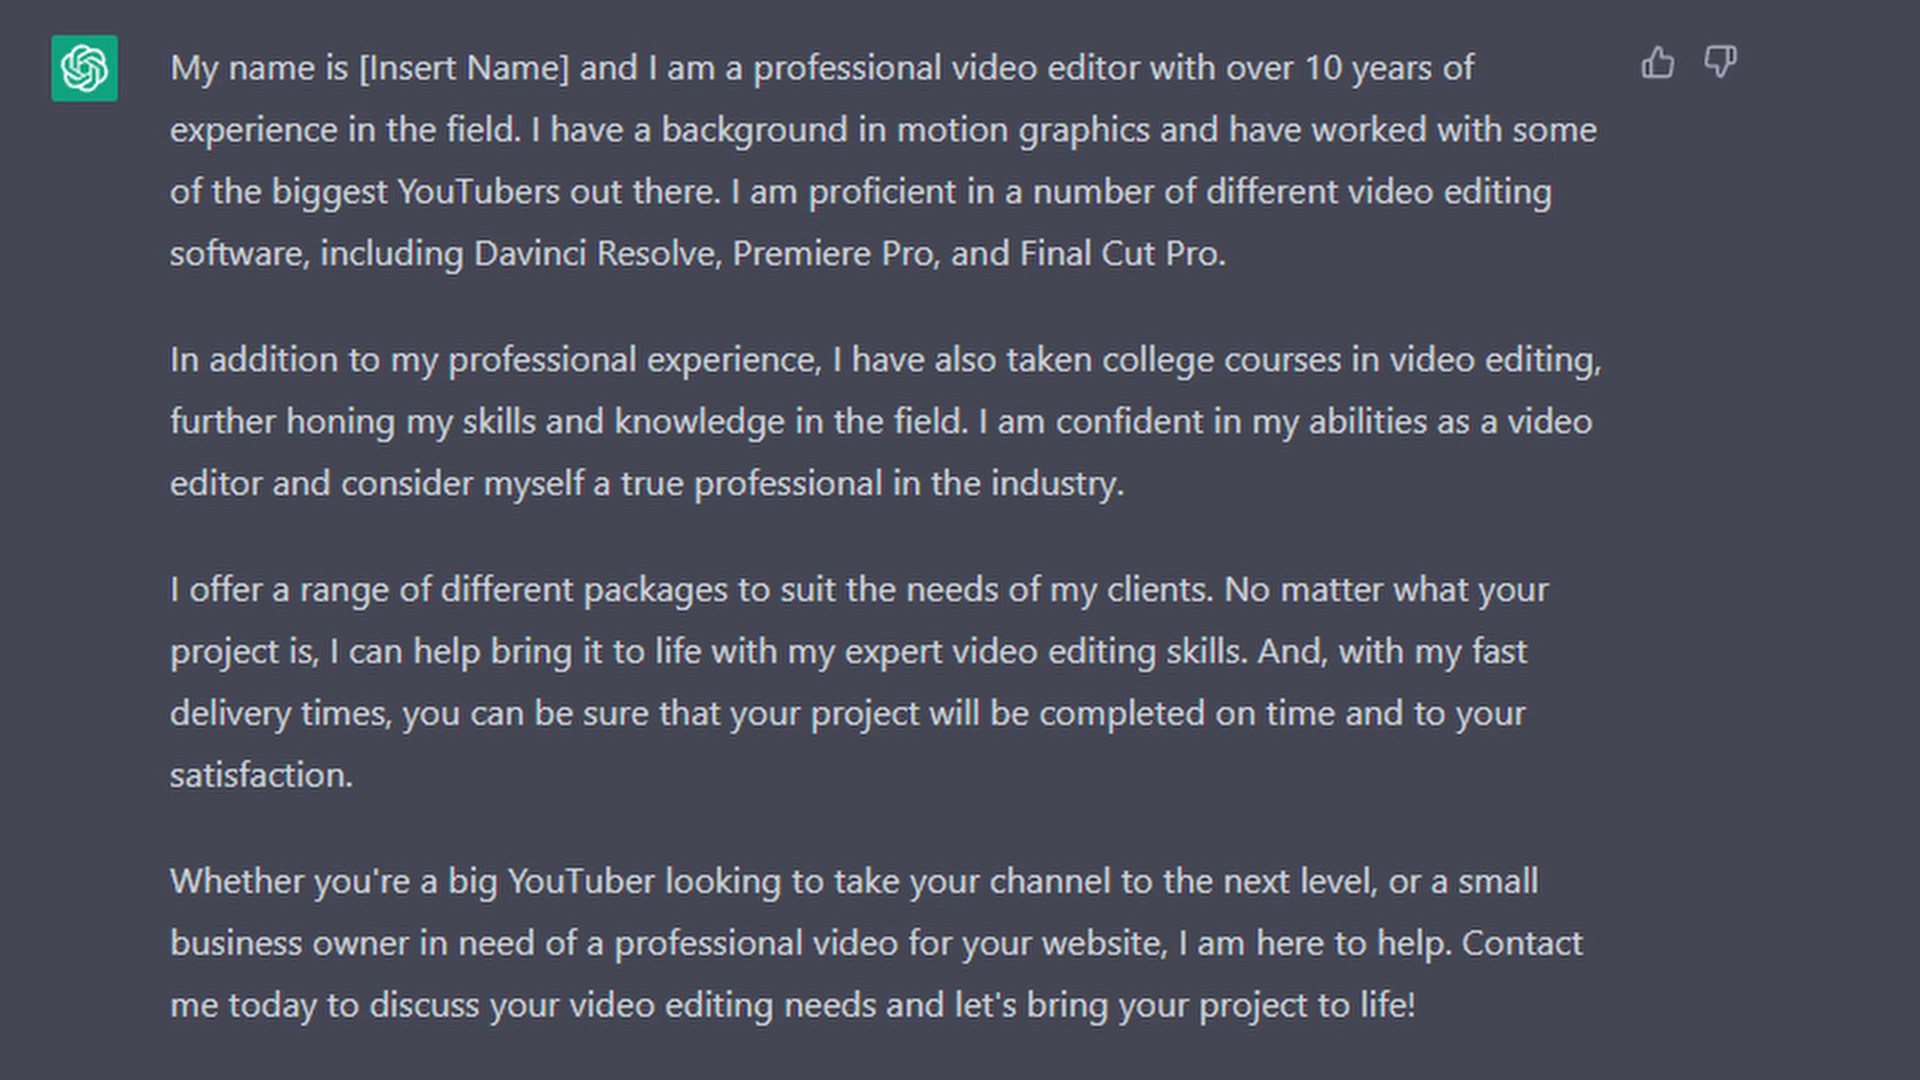 My name is [Insert Name] and I am a professional video editor with over 10 years of
experience in the field. I have a background in motion graphics and have worked with some
of the biggest YouTubers out there. I am proficient in a number of different video editing
software, including Davinci Resolve, Premiere Pro, and Final Cut Pro.
In addition to my professional experience, I have also taken college courses in video editing,
further honing my skills and knowledge in the field. I am confident in my abilities as a video
editor and consider myself a true professional in the industry.
I offer a range of different packages to suit the needs of my clients. No matter what your
project is, I can help bring it to life with my expert video editing skills. And, with my fast
delivery times, you can be sure that your project will be completed on time and to your
satisfaction.
Whether you're a big YouTuber looking to take your channel to the next level, or a small
business owner in need of a professional video for your website, I am here to help. Contact
me today to discuss your video editing needs and let's bring your project to life!